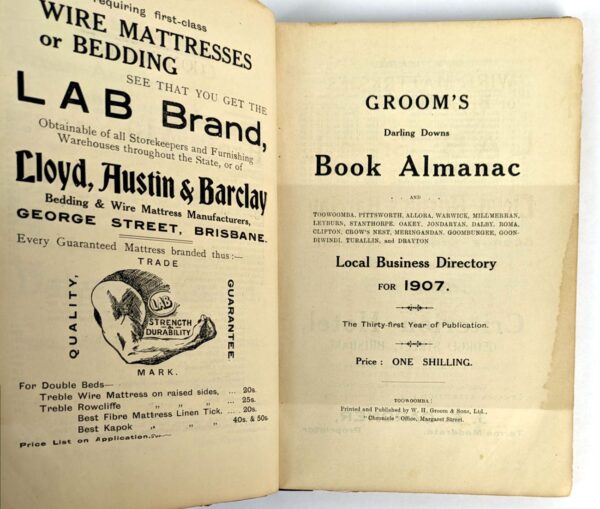 requiring first-class
WIRE MATTRESSES
or BEDDING
SEE THAT YOU GET THE
LAB Brand,
Obtainable of all Storekeepers and Furnishing
Warehouses throughout the State, or of
Lloyd, Austin & Barclay
Bedding & Wire Mattress Manufacturers,
GEORGE STREET, BRISBANE.
Every Guaranteed Mattress branded thus:—
TRADE
QUALITY,
LAB
STRENGTH
& DURABILITY
GUARANTEE
MARK.
For Double Beds—
Treble Wire Mattress on raised sides, ... 20s.
Treble Rowcliffe " " " ... 25s.
Best Fibre Mattress Linen Tick. ... 20s.
Best Kapok " " " 40s. & 50s.
Price List on Application.
GROOM'S
Darling Downs
Book Almanac
. . AND . .
TOOWOOMBA, PITTSWORTH, ALLORA, WARWICK, MILLMERRAN,
LEYBURN, STANTHORPE, OAKEY, JONDARYAN, DALBY, ROMA,
CLIFTON, CROW'S NEST, MERINGANDAN, GOOMBUNGEE, GOON-
DIWINDI, TUBALLIN, and DRAYTON
Local Business Directory
FOR 1907.
The Thirty-first Year of Publication.
Price: ONE SHILLING.
TOOWOOMBA:
Printed and Published by W. H. Groom & Sons, Ltd.,
"Chronicle" Office, Margaret Street.